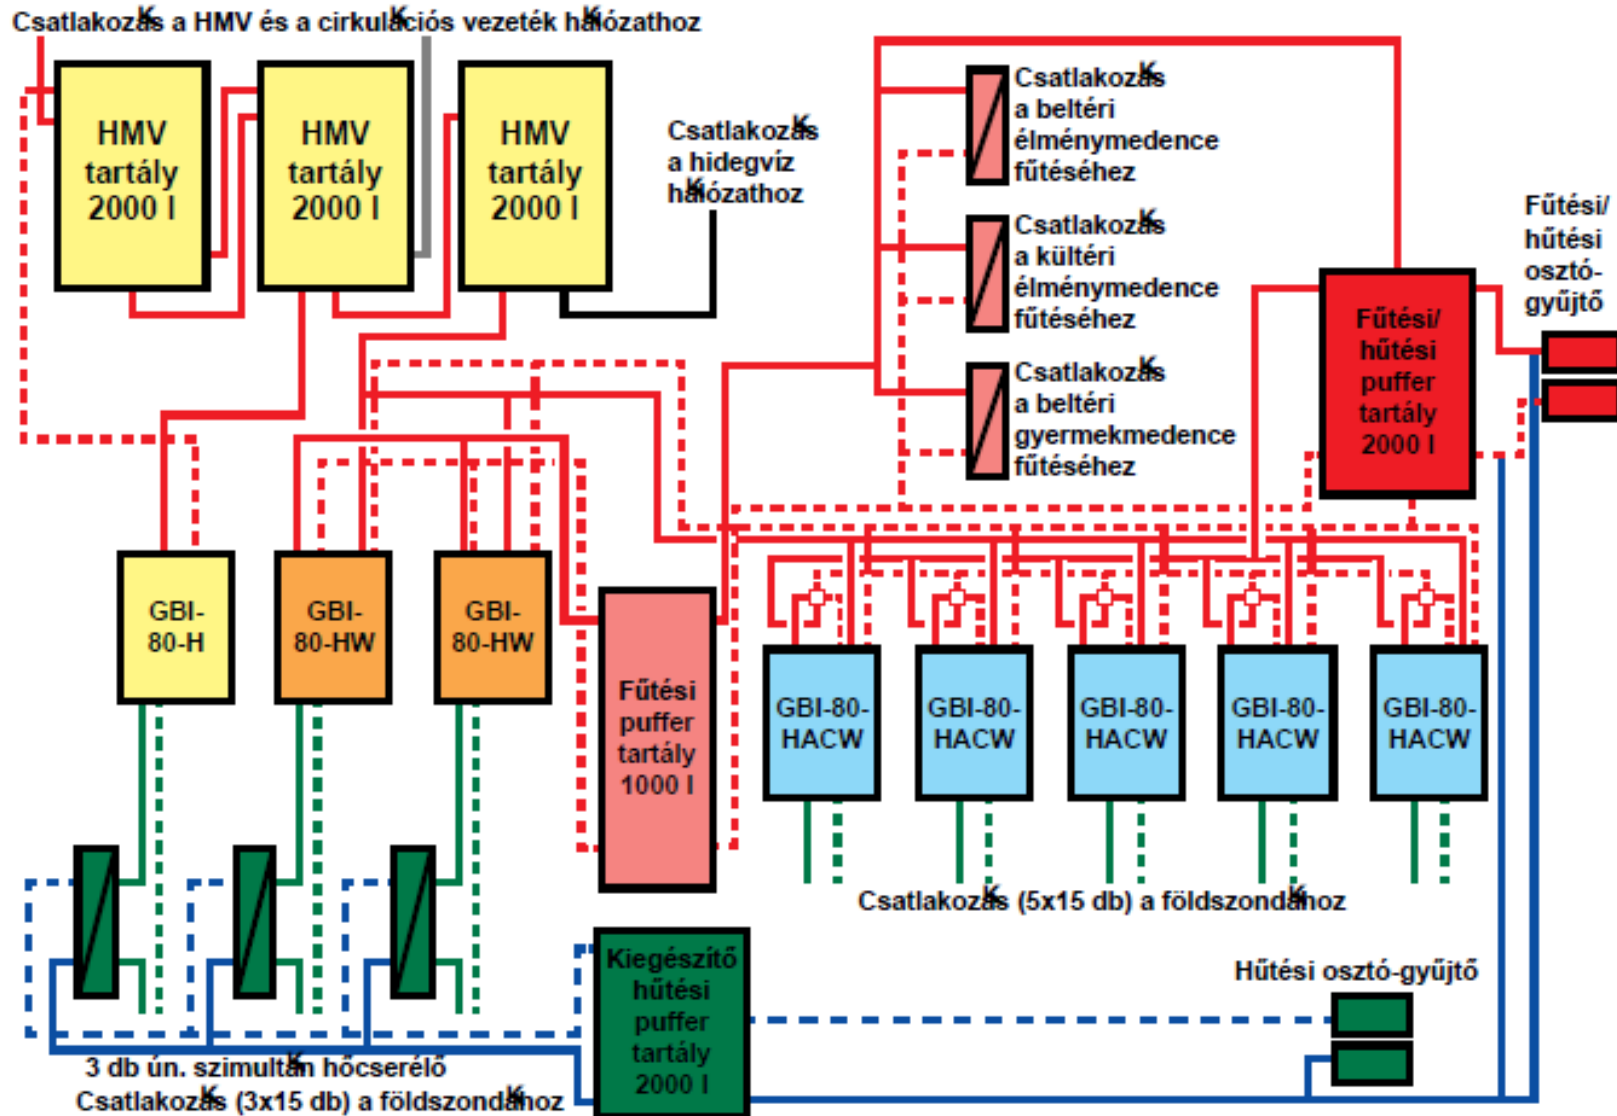 Csatlakozás a HMV és a cirkulációs vezeték hálózathoz
HMV
tartály
2000 l
HMV
tartály
2000 l
HMV
tartály
2000 l
Csatlakozás
a hidegvíz
hálózathoz
Csatlakozás
a beltéri
élménymedence
fűtéséhez
Csatlakozás
a kültéri
élménymedence
fűtéséhez
Csatlakozás
a beltéri
gyermekmedence
fűtéséhez
Fűtési/
hűtési
puffer
tartály
2000 l
Fűtési/
hűtési
osztó-
gyűjtő
GBI-
80-H
GBI-
80-HW
GBI-
80-HW
Fűtési
puffer
tartály
1000 l
GBI-80-
HACW
GBI-80-
HACW
GBI-80-
HACW
GBI-80-
HACW
GBI-80-
HACW
Csatlakozás (5x15 db) a földszondához
Kiegészítő
hűtési
puffer
tartály
2000 l
Hűtési osztó-gyűjtő
3 db ún. szimultán hőcserélő
Csatlakozás (3x15 db) a földszondához